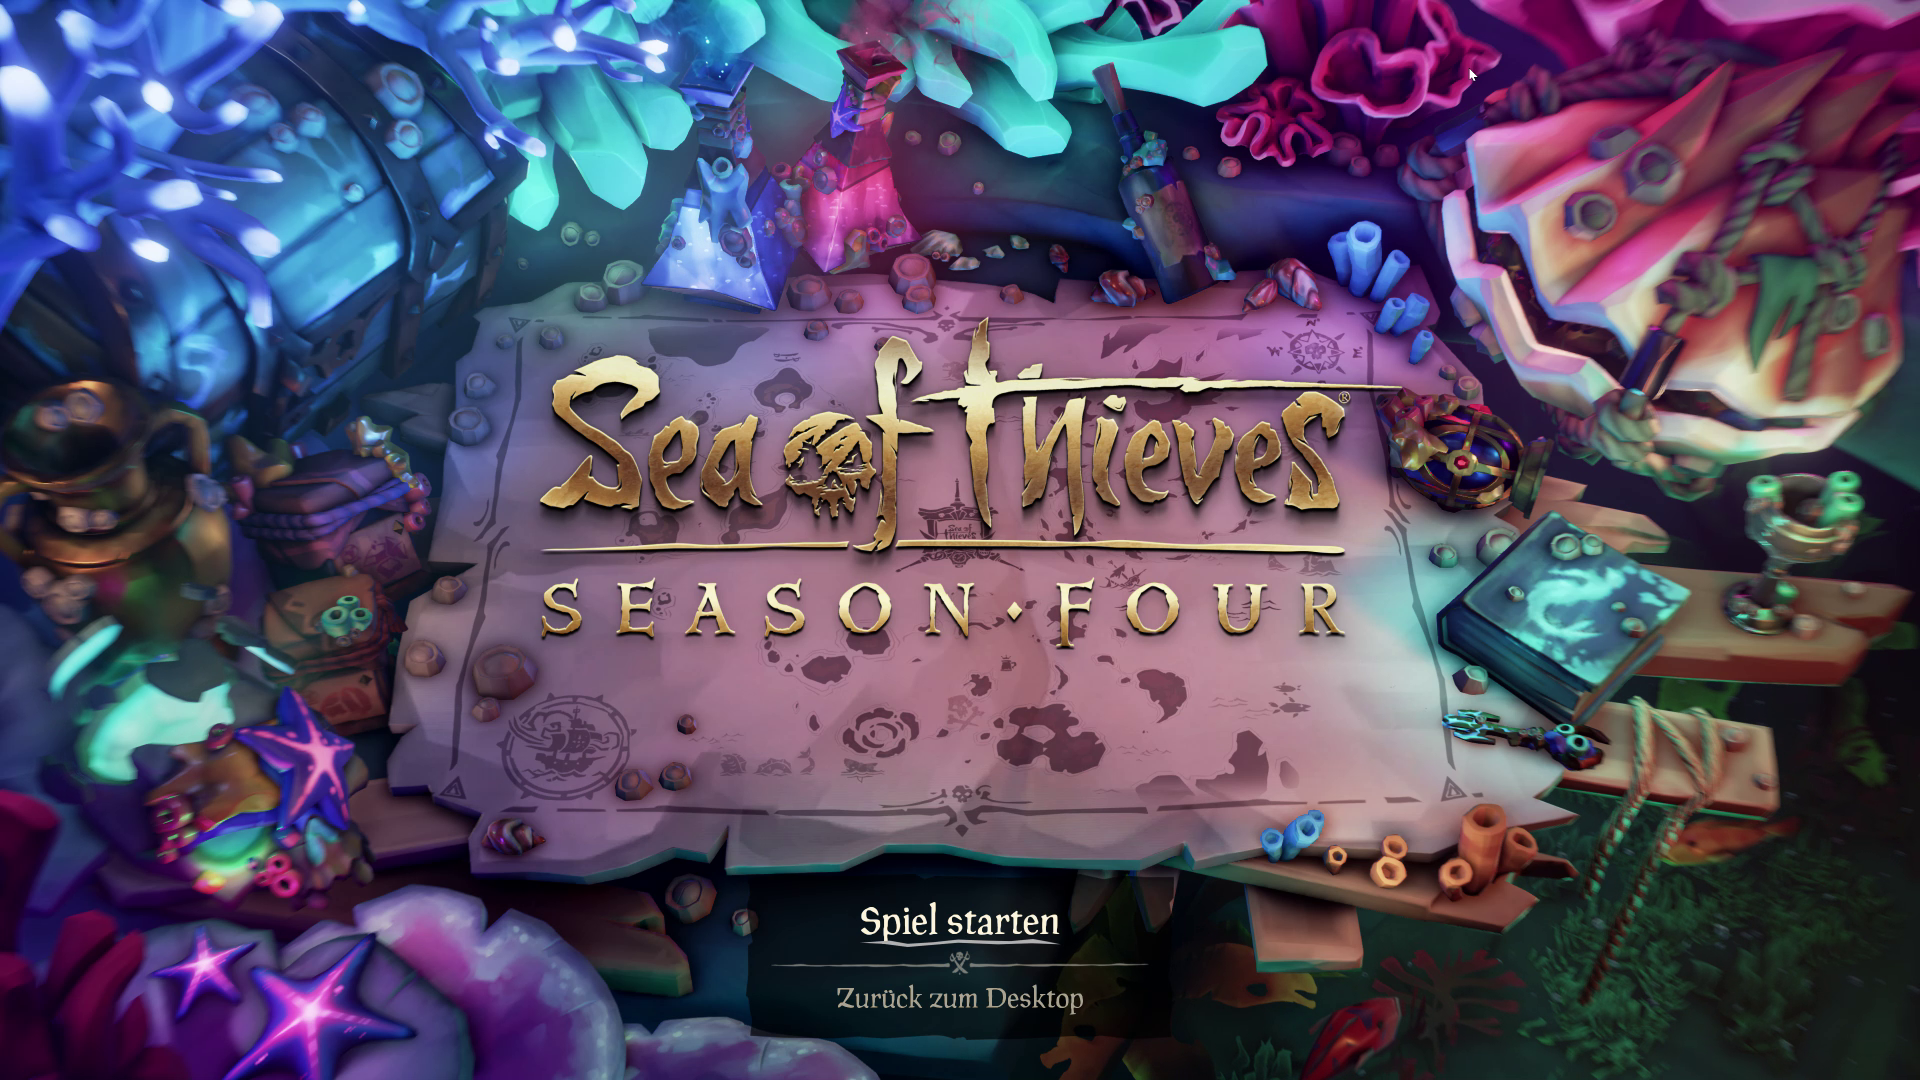 Sea of Thieves®
SEASON • FOUR
Spiel starten
Zurück zum Desktop